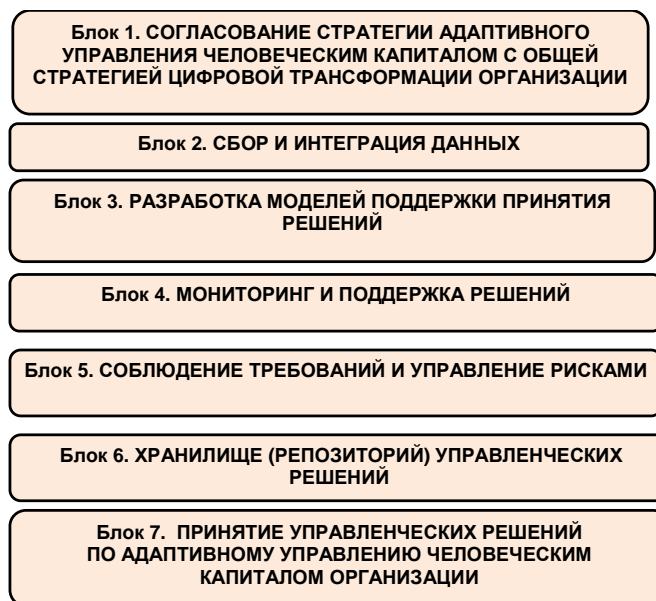 Блок 1. СОГЛАСОВАНИЕ СТРАТЕГИИ АДАПТИВНОГО
УПРАВЛЕНИЯ ЧЕЛОВЕЧЕСКИМ КАПИТАЛОМ С ОБЩЕЙ
СТРАТЕГИЕЙ ЦИФРОВОЙ ТРАНСФОРМАЦИИ ОРГАНИЗАЦИИ
Блок 2. СБОР И ИНТЕГРАЦИЯ ДАННЫХ
Блок 3. РАЗРАБОТКА МОДЕЛЕЙ ПОДДЕРЖКИ ПРИНЯТИЯ
РЕШЕНИЙ
Блок 4. МОНИТОРИНГ И ПОДДЕРЖКА РЕШЕНИЙ
Блок 5. СОБЛЮДЕНИЕ ТРЕБОВАНИЙ И УПРАВЛЕНИЕ РИСКАМИ
Блок 6. ХРАНИЛИЩЕ (РЕПОЗИТОРИЙ) УПРАВЛЕНЧЕСКИХ
РЕШЕНИЙ
Блок 7. ПРИНЯТИЕ УПРАВЛЕНЧЕСКИХ РЕШЕНИЙ
ПО АДАПТИВНОМУ УПРАВЛЕНИЮ ЧЕЛОВЕЧЕСКИМ
КАПИТАЛОМ ОРГАНИЗАЦИИ